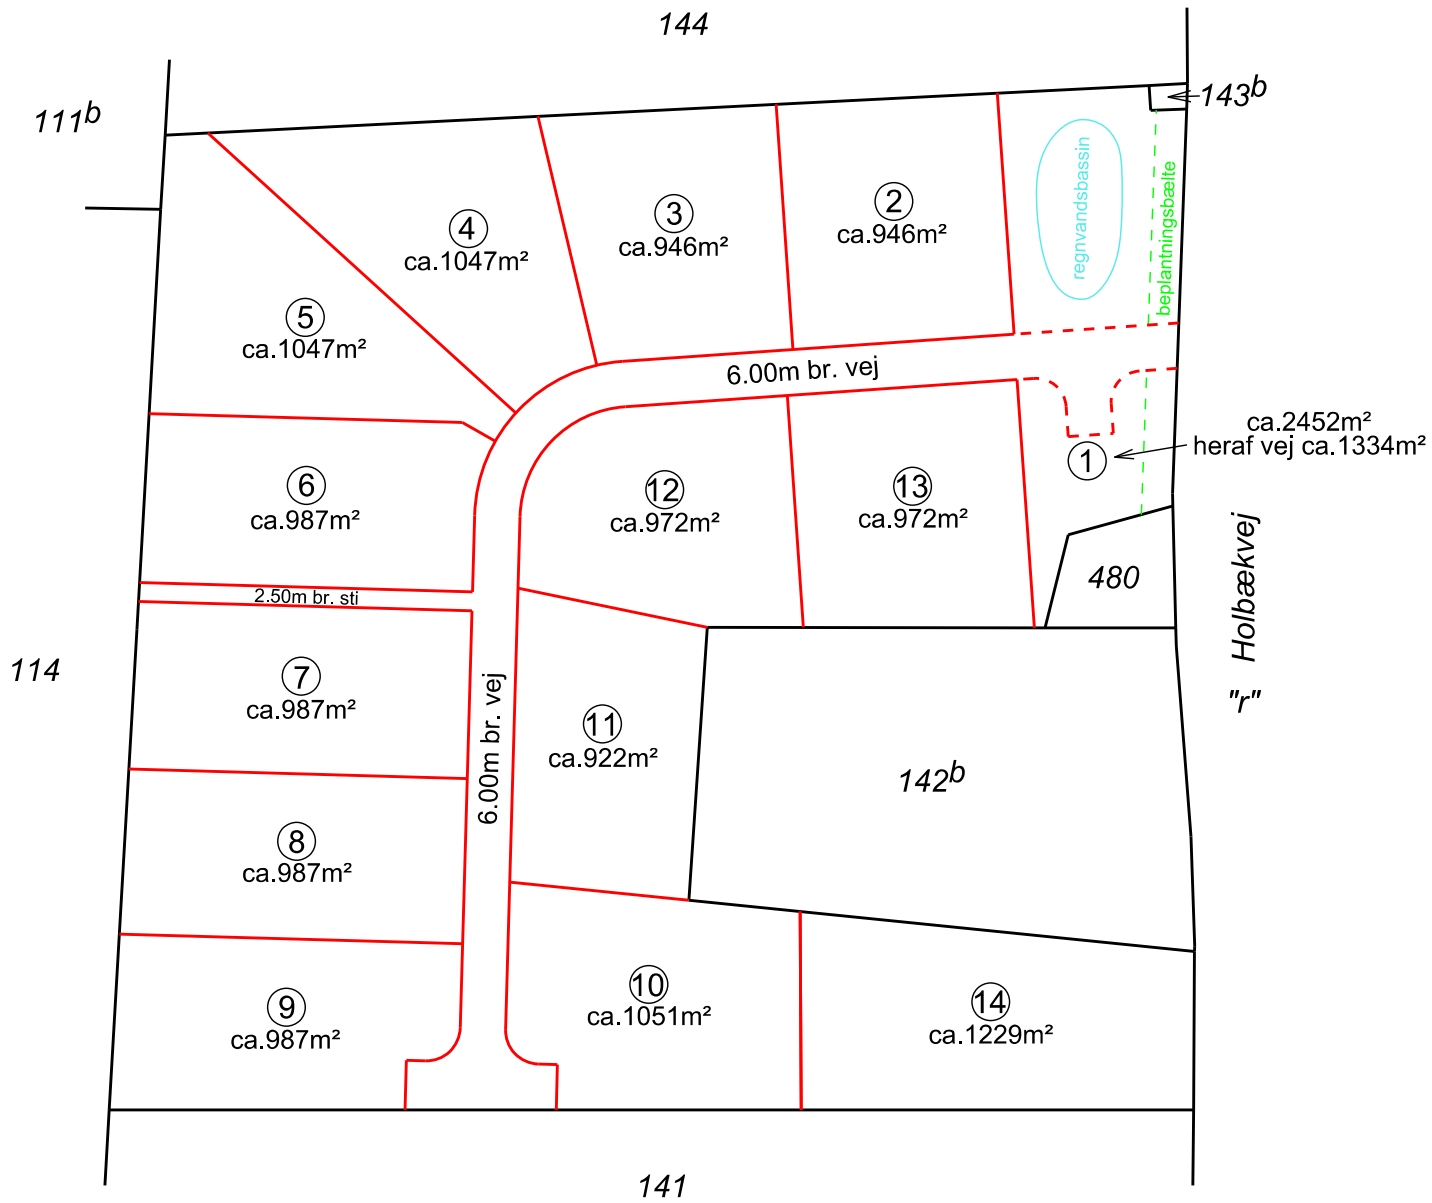 144
111b
143b
4
ca.1047m²
3
ca.946m²
2
ca.946m²
regnvandsbassin
beplantningsbælte
5
ca.1047m²
6.00m br. vej
ca.2452m²
heraf vej ca.1334m²
1
6
ca.987m²
12
ca.972m²
13
ca.972m²
480
Holbækvej
"r"
2.50m br. sti
114
7
ca.987m²
6.00m br. vej
11
ca.922m²
142b
8
ca.987m²
9
ca.987m²
10
ca.1051m²
14
ca.1229m²
141